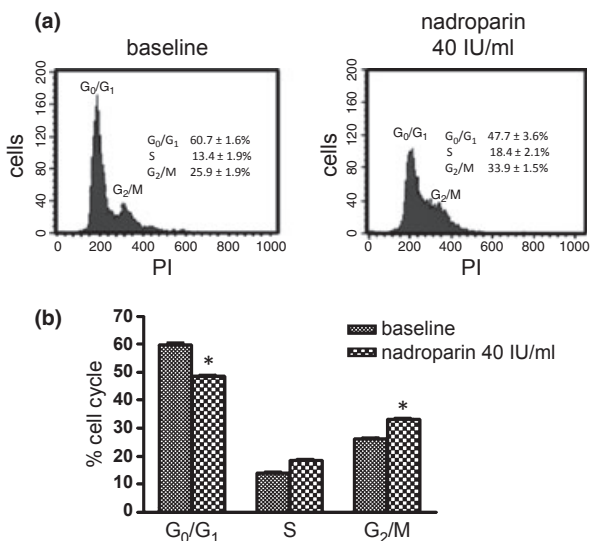 (a)
baseline
cells
200
160
120
80
40
0
G₀/G₁
G₂/M
G₀/G₁ 60.7 ± 1.6%
S 13.4 ± 1.9%
G₂/M 25.9 ± 1.9%
0 200 400 600 800 1000
PI
nadroparin
40 IU/ml
cells
200
160
120
80
40
0
G₀/G₁
G₂/M
G₀/G₁ 47.7 ± 3.6%
S 18.4 ± 2.1%
G₂/M 33.9 ± 1.5%
0 200 400 600 800 1000
PI
(b)
% cell cycle
70
60
50
40
30
20
10
0
baseline
nadroparin 40 IU/ml
*
*
G₀/G₁ S G₂/M